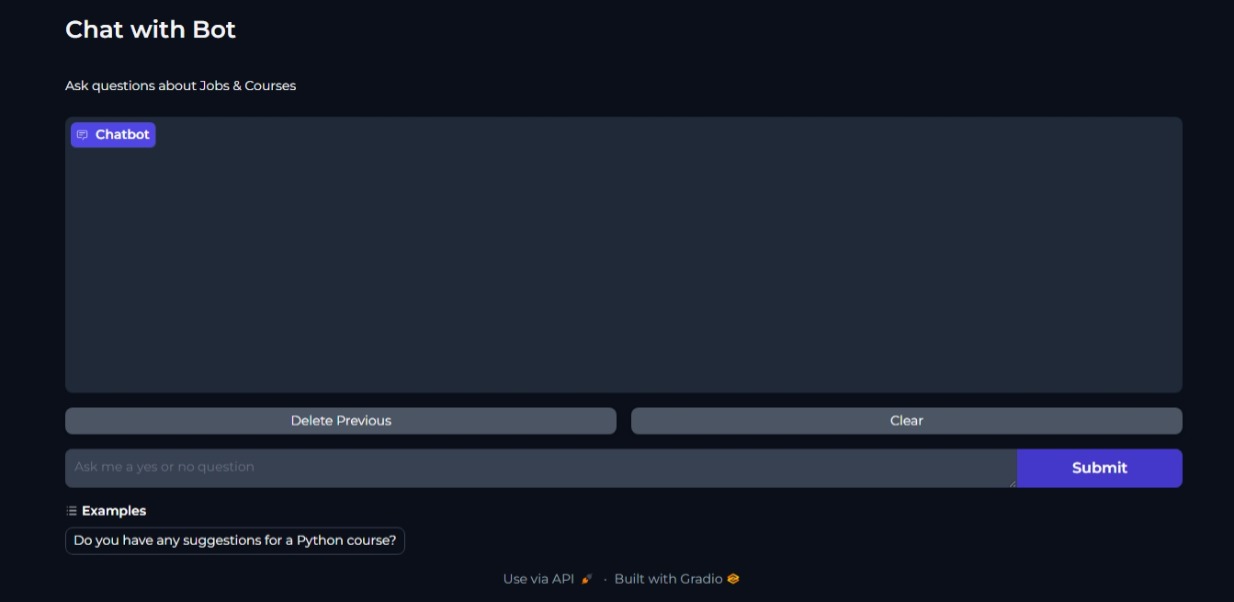 Chat with Bot
Ask questions about Jobs & Courses
Chatbot
Delete Previous
Clear
Ask me a yes or no question
Submit
Examples
Do you have any suggestions for a Python course?
Use via API · Built with Gradio